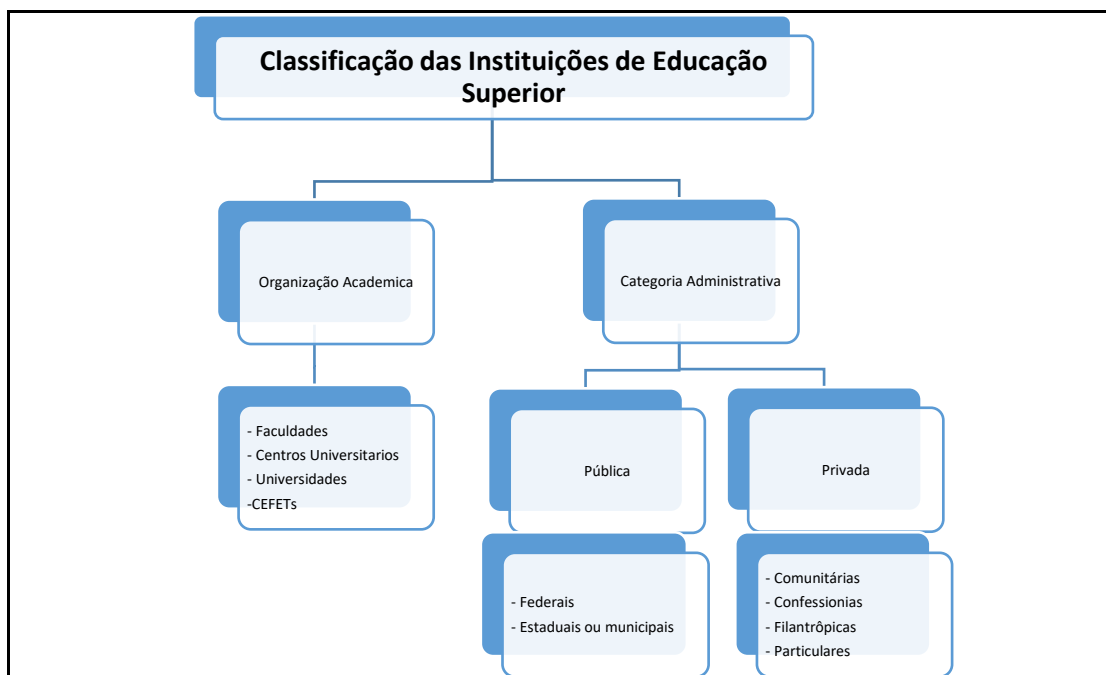 Classificação das Instituições de Educação
Superior
Organização Academica
Categoria Administrativa
- Faculdades
- Centros Universitarios
- Universidades
-CEFETs
Pública
Privada
- Federais
- Estaduais ou municipais
- Comunitárias
- Confessionias
- Filantrôpicas
- Particulares